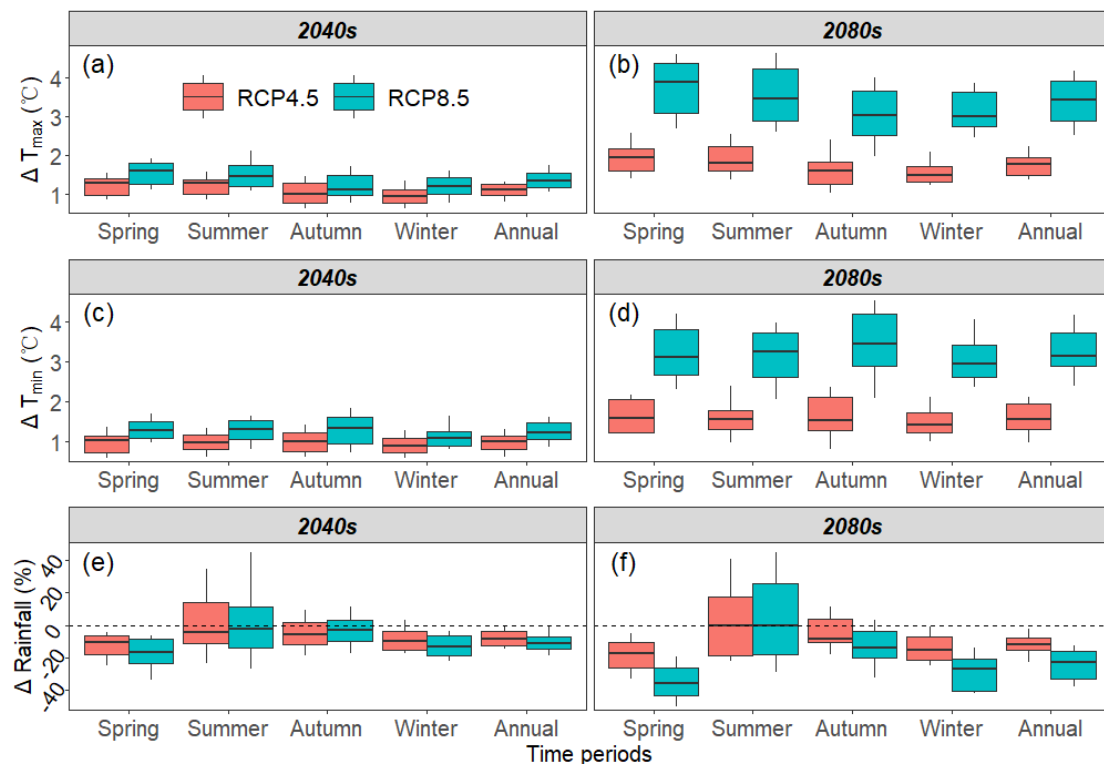 2040s
2080s
(a)
RCP4.5
RCP8.5
(b)
Δ Tmax (℃)
4
3
2
1
Spring Summer Autumn Winter Annual
Spring Summer Autumn Winter Annual
2040s
2080s
(c)
(d)
Δ Tmin (℃)
4
3
2
1
Spring Summer Autumn Winter Annual
Spring Summer Autumn Winter Annual
2040s
2080s
(e)
(f)
Δ Rainfall (%)
40
20
0
-20
-40
Spring Summer Autumn Winter Annual
Spring Summer Autumn Winter Annual
Time periods